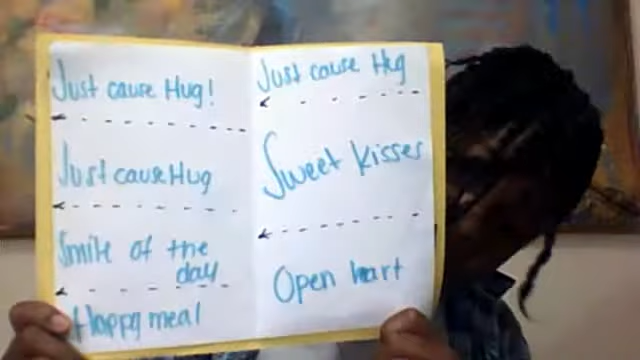 Just cause Hug!
Just cause Hug
Smile of the
day
Happy meal
Just cause Hug
Sweet kisses
Open hart